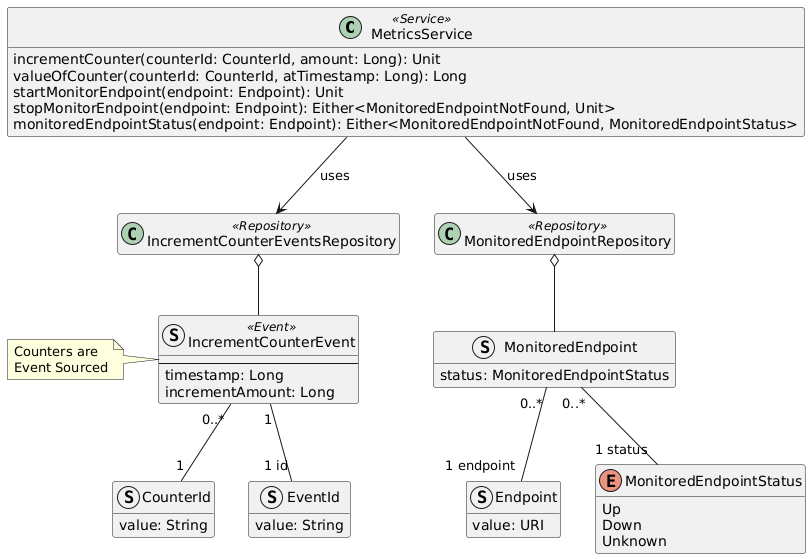 C
«Service»
MetricsService
incrementCounter(counterId: CounterId, amount: Long): Unit
valueOfCounter(counterId: CounterId, atTimestamp: Long): Long
startMonitorEndpoint(endpoint: Endpoint): Unit
stopMonitorEndpoint(endpoint: Endpoint): Either<MonitoredEndpointNotFound, Unit>
monitoredEndpointStatus(endpoint: Endpoint): Either<MonitoredEndpointNotFound, MonitoredEndpointStatus>
uses
uses
C
«Repository»
IncrementCounterEventsRepository
C
«Repository»
MonitoredEndpointRepository
Counters are
Event Sourced
S
«Event»
IncrementCounterEvent
timestamp: Long
incrementAmount: Long
S MonitoredEndpoint
status: MonitoredEndpointStatus
0..*
1
0..*
0..*
1
1 id
1 endpoint
1 status
S CounterId
value: String
S EventId
value: String
S Endpoint
value: URI
E MonitoredEndpointStatus
Up
Down
Unknown